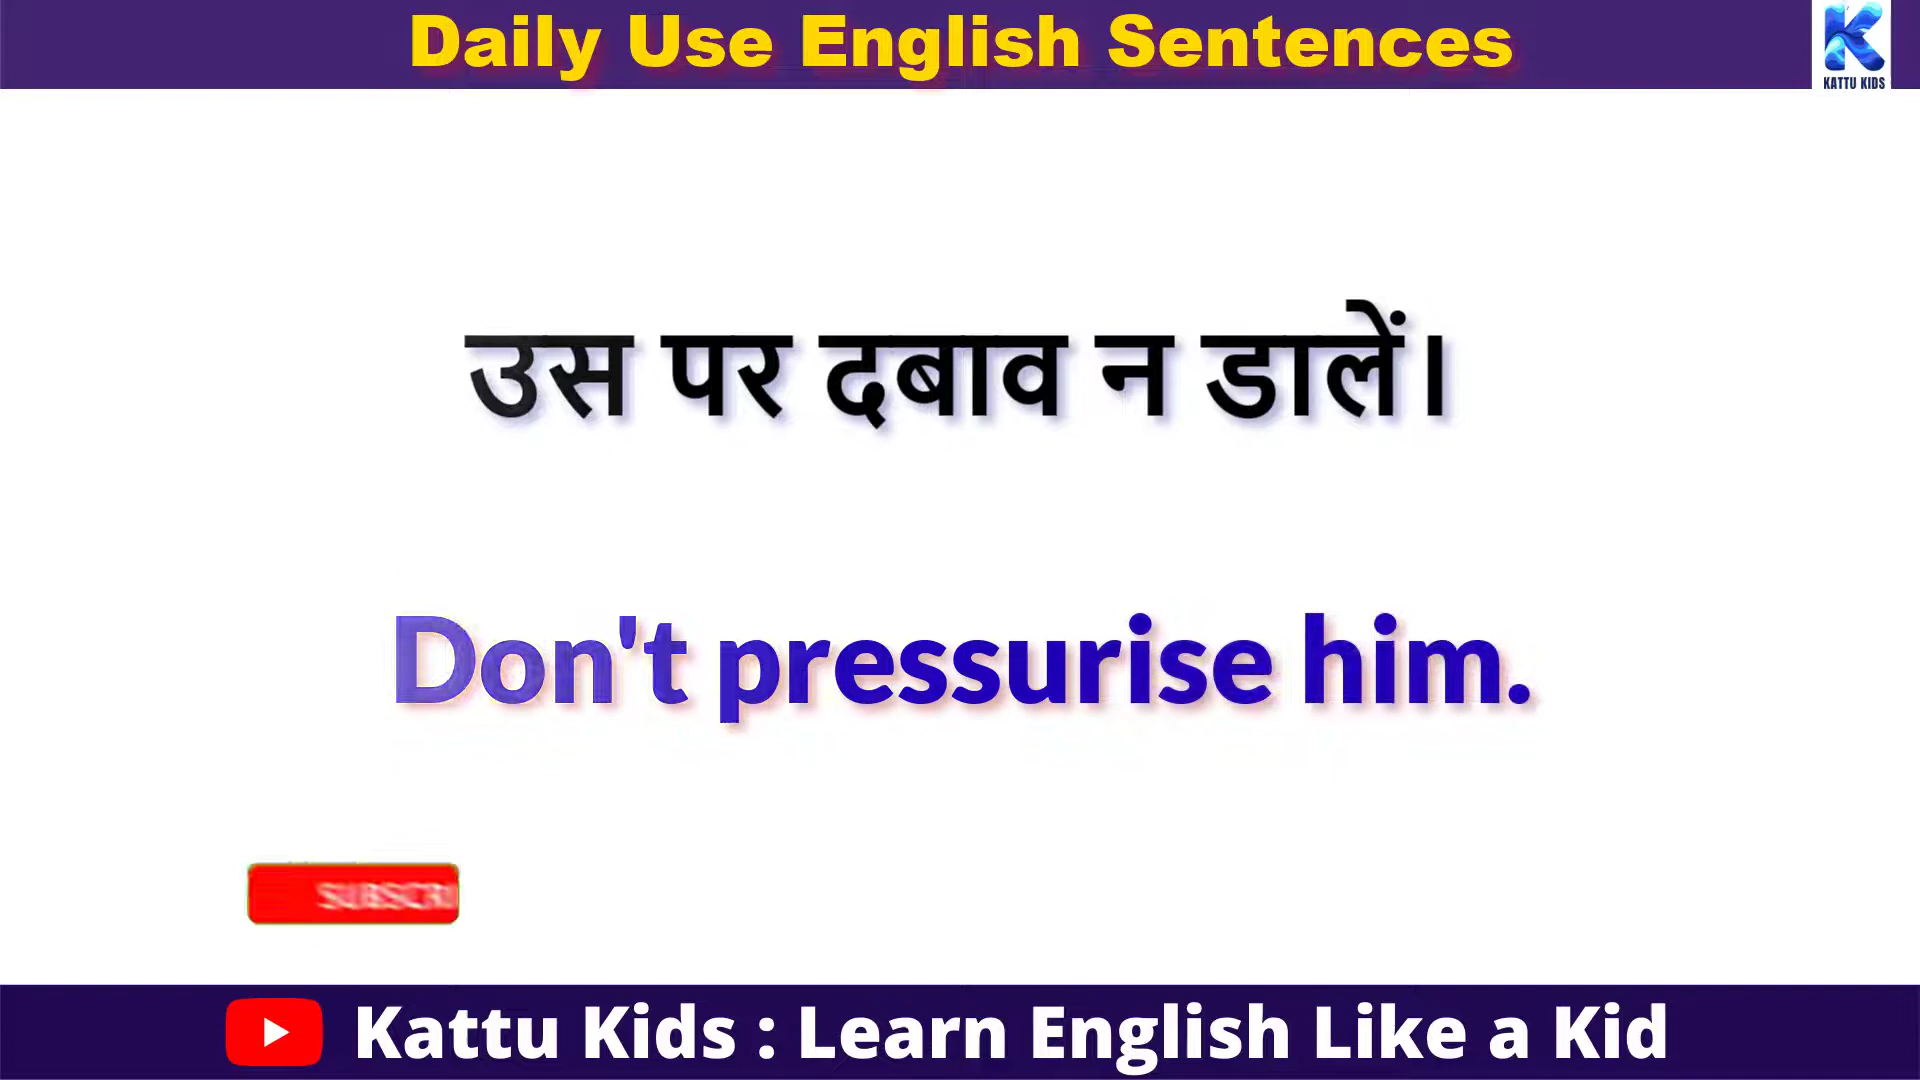 Daily Use English Sentences
KATTU KIDS
उस पर दबाव न डालें।
Don't pressurise him.
Kattu Kids : Learn English Like a Kid